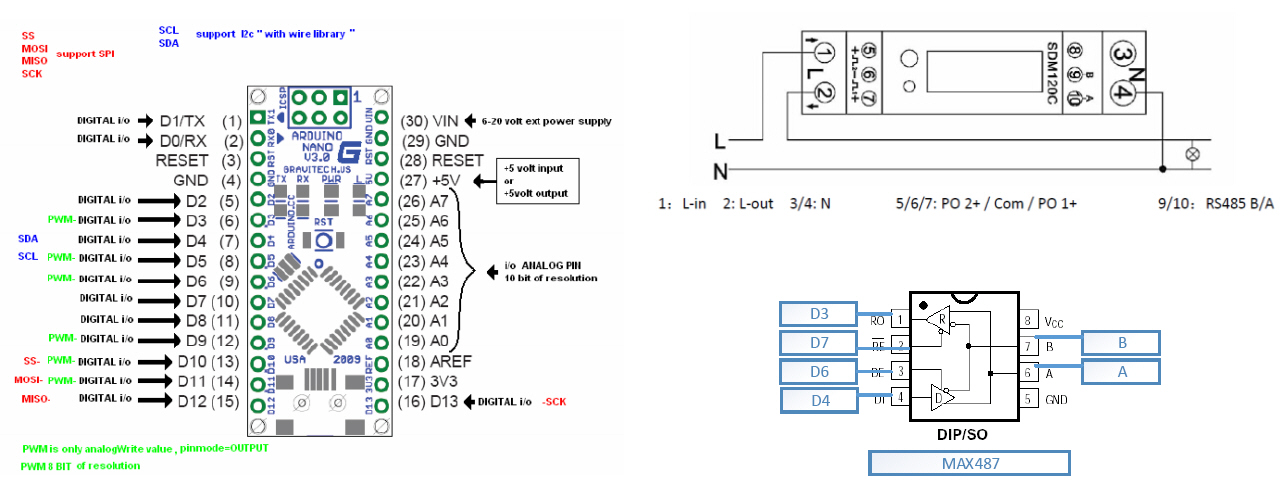 SS
MOSI
MISO
SCK
support SPI
SCL
SDA
support I2c " with wire library "
DIGITAL i/o D1/TX (1)
DIGITAL i/o D0/RX (2)
RESET (3)
GND (4)
DIGITAL i/o D2 (5)
PWM- DIGITAL i/o D3 (6)
SDA DIGITAL i/o D4 (7)
SCL PWM- DIGITAL i/o D5 (8)
PWM- DIGITAL i/o D6 (9)
DIGITAL i/o D7 (10)
DIGITAL i/o D8 (11)
PWM- DIGITAL i/o D9 (12)
SS- PWM- DIGITAL i/o D10 (13)
MOSI- PWM- DIGITAL i/o D11 (14)
MISO- DIGITAL i/o D12 (15)
ICSP
1
ARDUINO
NANO
V3.0
G
GRAVITECH.US
TX RX PWR L
RST
ARDUINO.CC
USA 2009
TX1
RX0
RST
GND
D2
D3
D4
D5
D6
D7
D8
D9
D10
D11
D12
VIN
GND
RST
5V
A7
A6
A5
A4
A3
A2
A1
A0
REF
3V3
D13
(30) VIN 6-20 volt ext power supply
(29) GND
(28) RESET
(27) +5V
+5 volt input
or
+5volt output
(26) A7
(25) A6
(24) A5
(23) A4
(22) A3
(21) A2
(20) A1
(19) A0
i/o ANALOG PIN
10 bit of resolution
(18) AREF
(17) 3V3
(16) D13 DIGITAL i/o -SCK
PWM is only analogWrite value , pinmode=OUTPUT
PWM 8 BIT of resolution
1
L
2
5
6
7
SDM120C
8
9
10
B
A
3
N
4
L
N
1: L-in 2: L-out 3/4: N 5/6/7: PO 2+ / Com / PO 1+ 9/10: RS485 B/A
D3 RO 1
D7 RE 2
D6 DE 3
D4 DI 4
R
D
8 VCC
7 B B
6 A A
5 GND
DIP/SO
MAX487